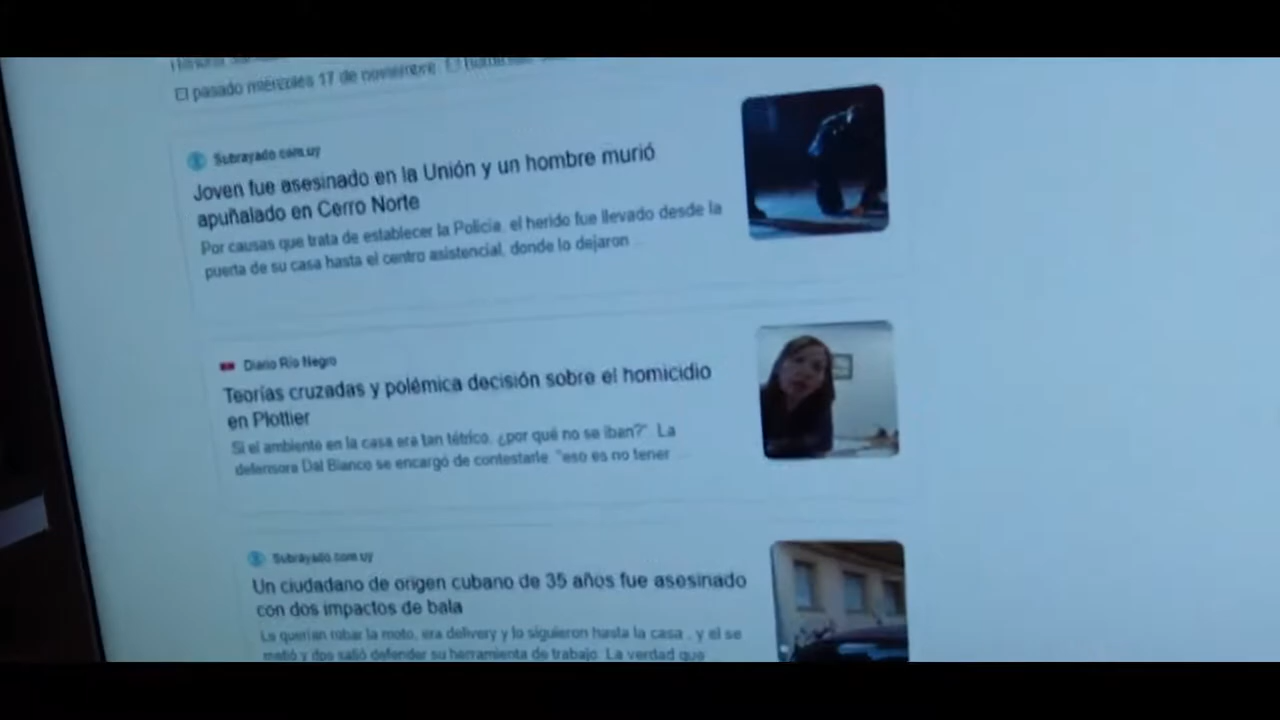 El pasado miércoles 17 de noviembre. El
Subrayado.com.uy
Joven fue asesinado en la Unión y un hombre murió
apuñalado en Cerro Norte
Por causas que trata de establecer la Policía, el herido fue llevado desde la
puerta de su casa hasta el centro asistencial, donde lo dejaron ...
Diario Río Negro
Teorías cruzadas y polémica decisión sobre el homicidio
en Plottier
Si el ambiente en la casa era tan tétrico, ¿por qué no se iban?". La
defensora Dal Bianco se encargó de contestarle. "eso es no tener ...
Subrayado.com.uy
Un ciudadano de origen cubano de 35 años fue asesinado
con dos impactos de bala
La querían robar la moto, era delivery y lo siguieron hasta la casa , y el se
metió y dps salió defender su herramienta de trabajo. La verdad que